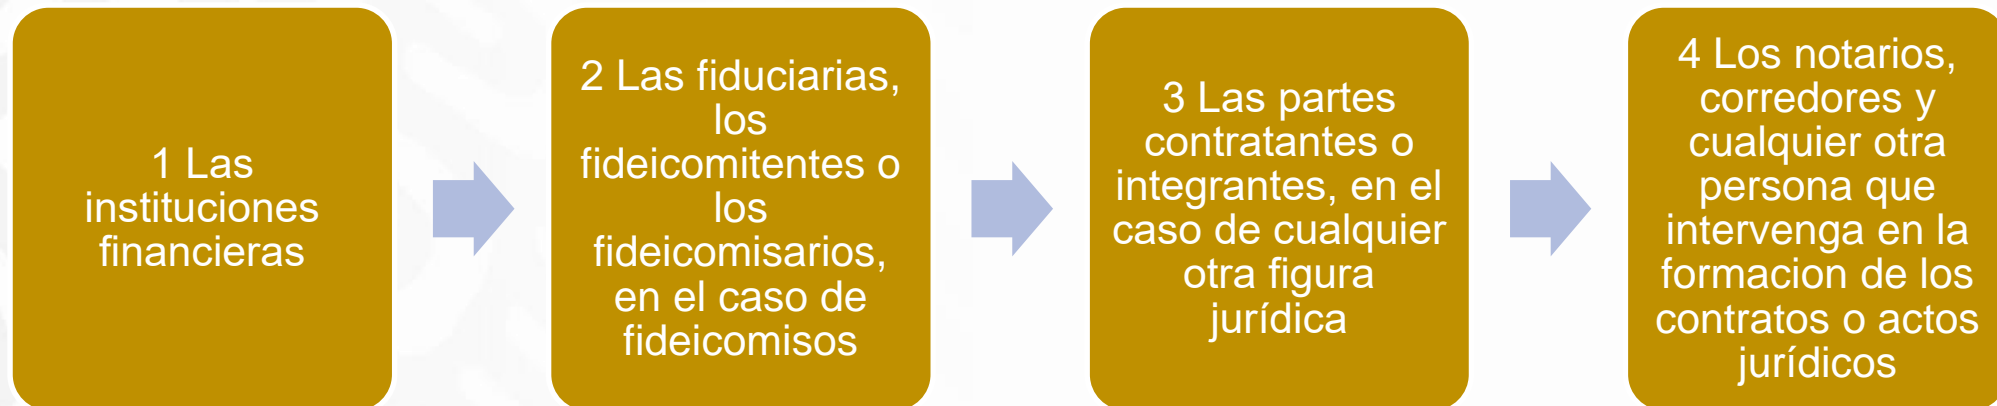 1 Las
instituciones
financieras
2 Las fiduciarias,
los
fideicomitentes o
los
fideicomisarios,
en el caso de
fideicomisos
3 Las partes
contratantes o
integrantes, en el
caso de cualquier
otra figura
jurídica
4 Los notarios,
corredores y
cualquier otra
persona que
intervenga en la
formacion de los
contratos o actos
jurídicos